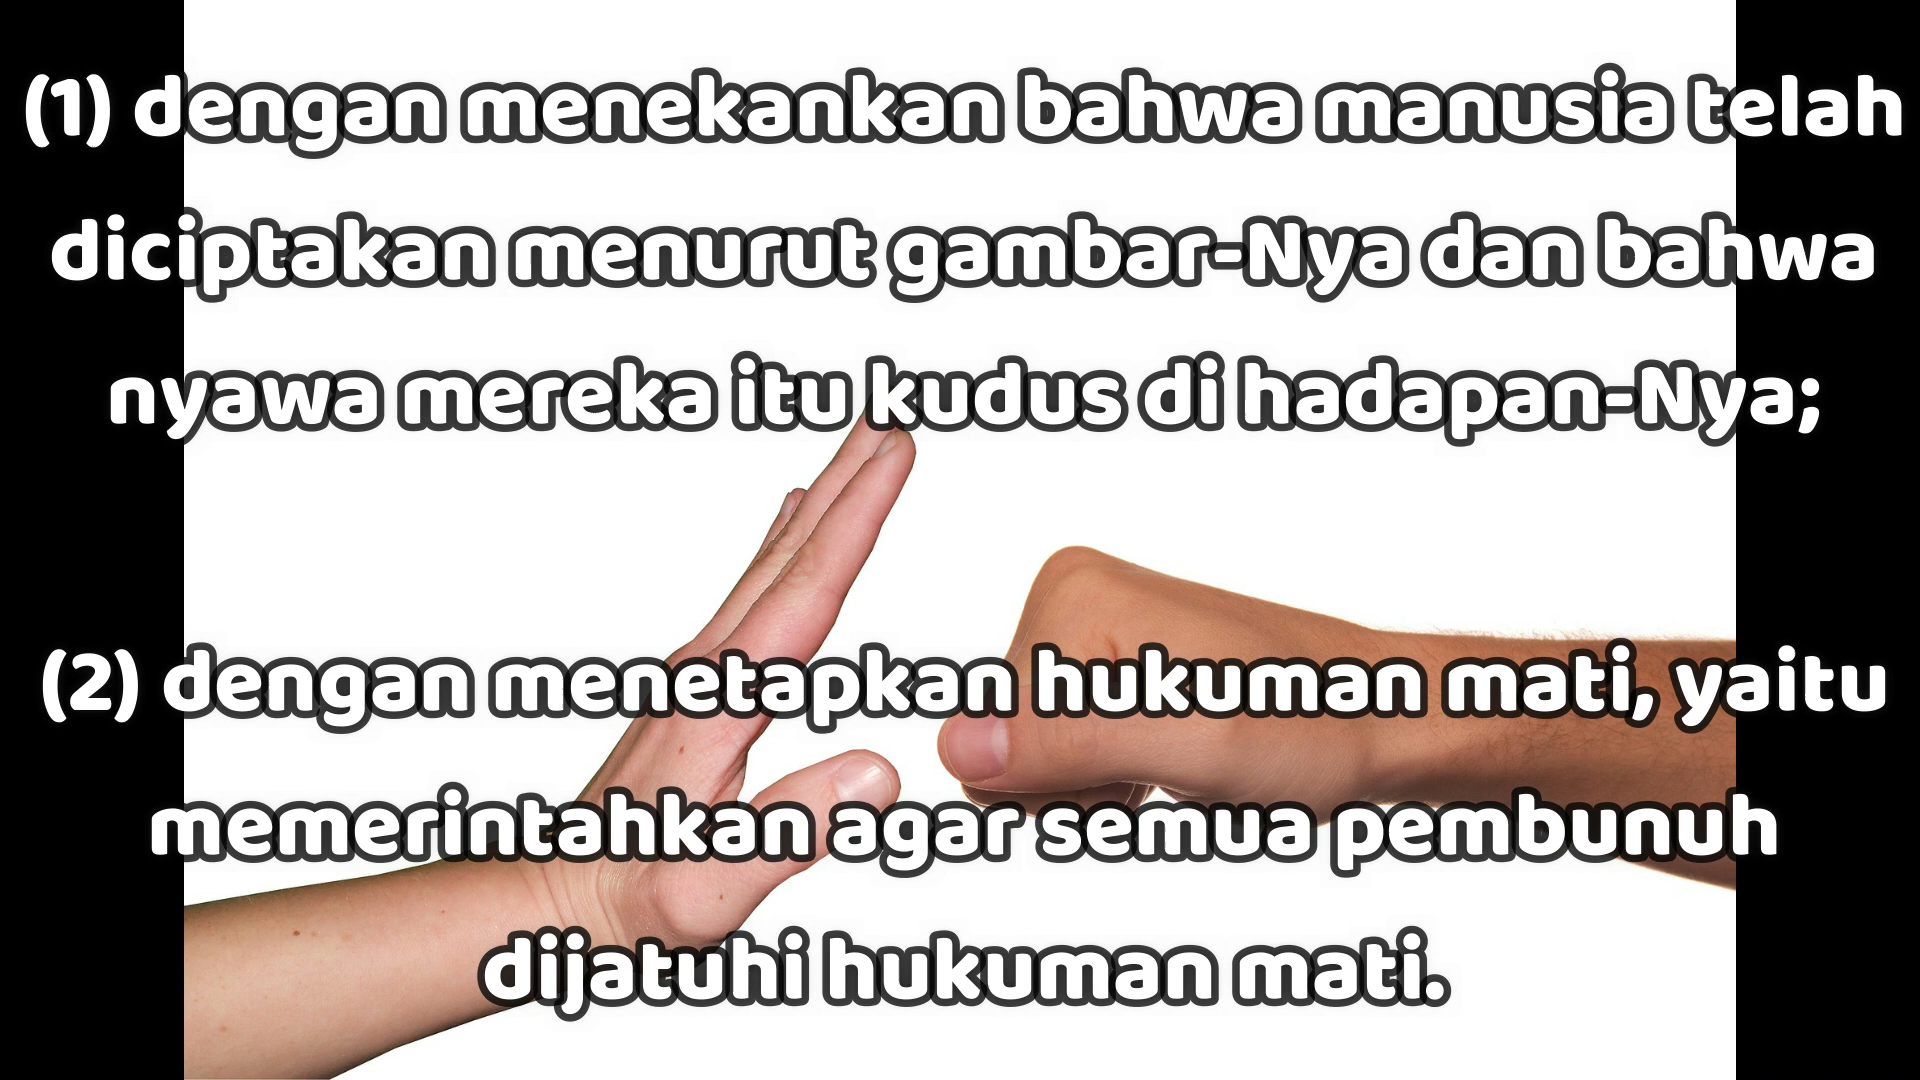 (1) dengan menekankan bahwa manusia telah
diciptakan menurut gambar-Nya dan bahwa
nyawa mereka itu kudus di hadapan-Nya;
(2) dengan menetapkan hukuman mati, yaitu
memerintahkan agar semua pembunuh
dijatuhi hukuman mati.